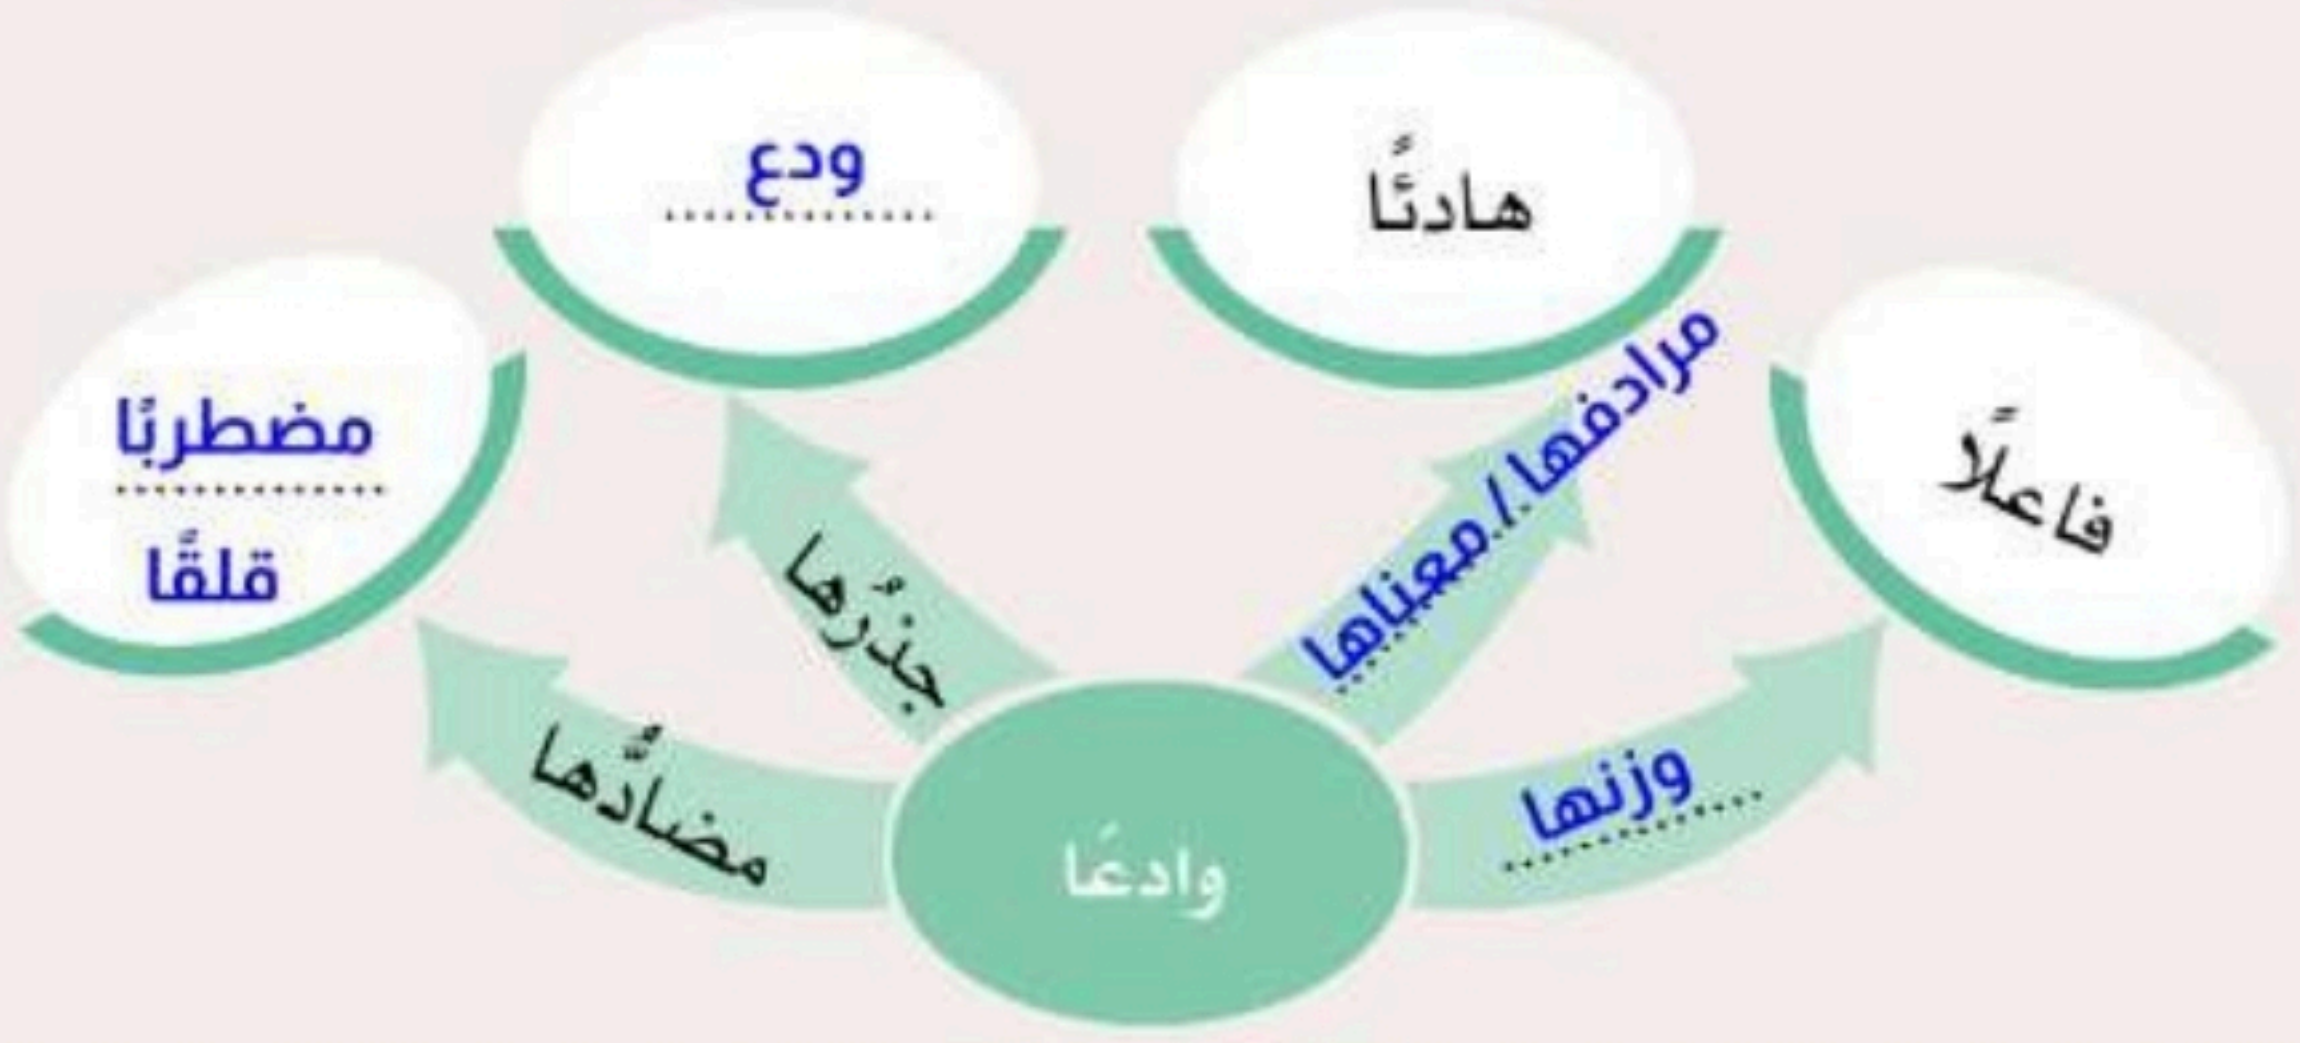 هادئًا
ودع
فاعلًا
مضطربًا
قلقًا
مرادفها / معناها
جذرُها
وزنها
مضادُّها
وادعًا